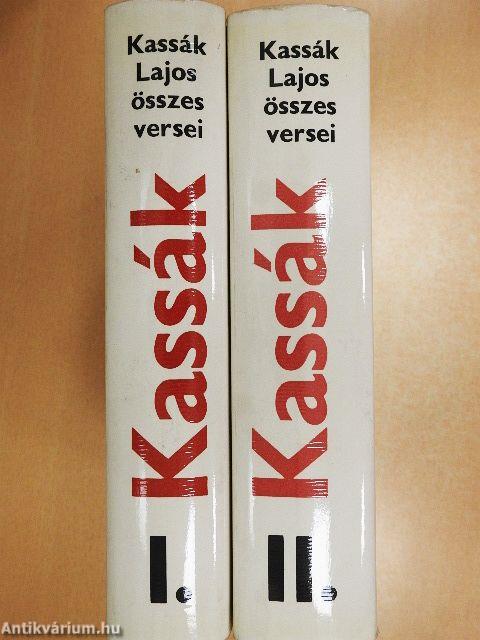 Kassák
Lajos
összes
versei
Kassák
I.
Kassák
Lajos
összes
versei
Kassák
II.
Antikvárium.hu